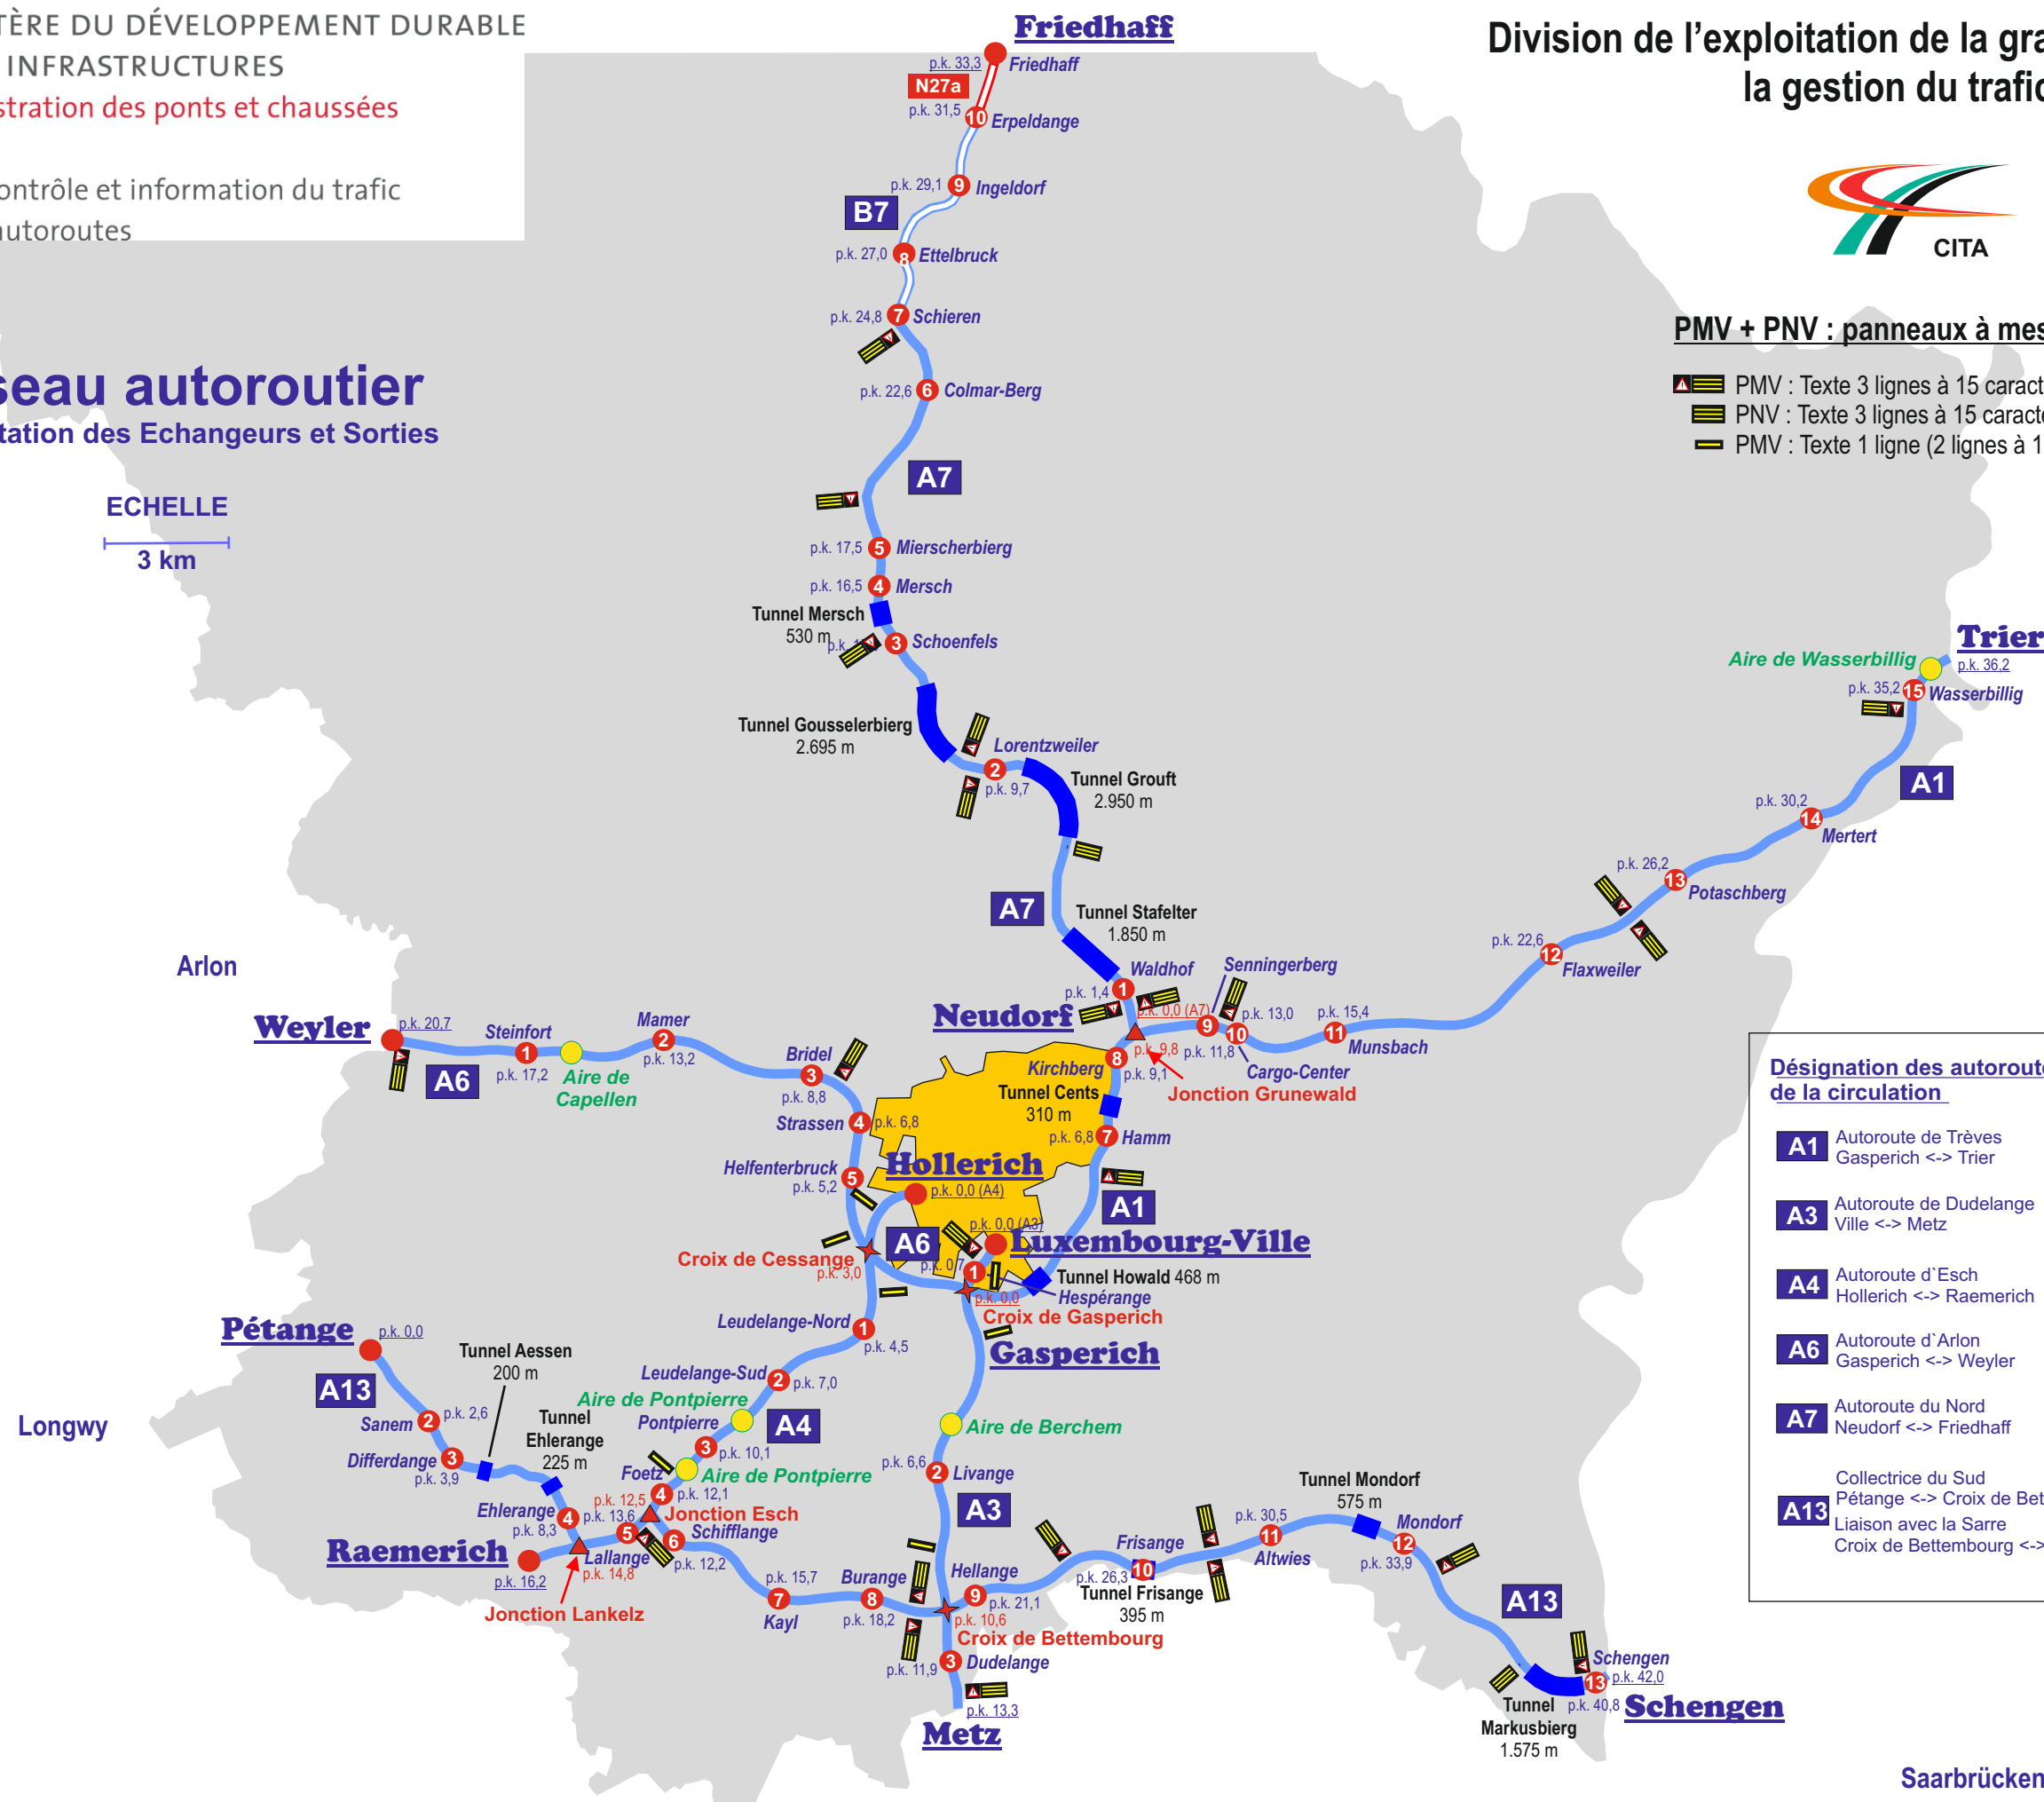 TÈRE DU DÉVELOPPEMENT DURABLE
INFRASTRUCTURES
stration des ponts et chaussées
ontrôle et information du trafic
autoroutes
seau autoroutier
tation des Echangeurs et Sorties
ECHELLE
3 km
Division de l’exploitation de la gra
la gestion du trafic
CITA
PMV + PNV : panneaux à mes
PMV : Texte 3 lignes à 15 caract
PNV : Texte 3 lignes à 15 caracte
PMV : Texte 1 ligne (2 lignes à 1
Friedhaff
p.k. 33,3
Friedhaff
N27a
p.k. 31,5
10
Erpeldange
p.k. 29,1
9
Ingeldorf
B7
p.k. 27,0
8
Ettelbruck
p.k. 24,8
7
Schieren
p.k. 22,6
6
Colmar-Berg
A7
p.k. 17,5
5
Mierscherbierg
p.k. 16,5
4
Mersch
Tunnel Mersch
530 m
p.k.
3
Schoenfels
Tunnel Gousselerbierg
2.695 m
Lorentzweiler
2
p.k. 9,7
Tunnel Grouft
2.950 m
A7
Tunnel Stafelter
1.850 m
Waldhof
p.k. 1,4
1
Neudorf
p.k. 0,0 (A7)
Senningerberg
9
p.k. 11,8
p.k. 13,0
10
Cargo-Center
p.k. 15,4
11
Munsbach
p.k. 22,6
12
Flaxweiler
p.k. 26,2
13
Potaschberg
p.k. 30,2
14
Mertert
A1
Trier
p.k. 36,2
Aire de Wasserbillig
p.k. 35,2
15
Wasserbillig
p.k. 9,8
Jonction Grunewald
Kirchberg
8
p.k. 9,1
Tunnel Cents
310 m
p.k. 6,8
7
Hamm
A1
Arlon
Weyler
p.k. 20,7
A6
Steinfort
1
p.k. 17,2
Aire de
Capellen
Mamer
2
p.k. 13,2
Bridel
3
p.k. 8,8
Strassen
4
p.k. 6,8
Helfenterbruck
5
p.k. 5,2
Hollerich
p.k. 0,0 (A4)
A6
Croix de Cessange
p.k. 3,0
p.k. 0,0 (A3)
Luxembourg-Ville
p.k. 0,7
1
Tunnel Howald 468 m
Hespérange
p.k. 0,0
Croix de Gasperich
Gasperich
Leudelange-Nord
1
p.k. 4,5
Leudelange-Sud
2
p.k. 7,0
Aire de Pontpierre
A4
Pontpierre
3
p.k. 10,1
Aire de Pontpierre
Foetz
4
p.k. 12,1
p.k. 12,5
Jonction Esch
p.k. 13,6
5
Lallange
p.k. 14,8
Jonction Lankelz
Raemerich
p.k. 16,2
Longwy
Pétange
p.k. 0,0
A13
Sanem
2
p.k. 2,6
Differdange
3
p.k. 3,9
Tunnel Aessen
200 m
Tunnel
Ehlerange
225 m
Ehlerange
4
p.k. 8,3
6
Schifflange
p.k. 12,2
p.k. 15,7
7
Kayl
Burange
8
p.k. 18,2
Aire de Berchem
p.k. 6,6
2
Livange
A3
Hellange
9
p.k. 21,1
p.k. 10,6
Croix de Bettembourg
p.k. 11,9
3
Dudelange
p.k. 13,3
Metz
Frisange
p.k. 26,3
10
Tunnel Frisange
395 m
p.k. 30,5
11
Altwies
Tunnel Mondorf
575 m
Mondorf
12
p.k. 33,9
A13
Schengen
p.k. 42,0
13
p.k. 40,8
Schengen
Tunnel
Markusbierg
1.575 m
Saarbrücken
Désignation des autoroute
de la circulation
A1
Autoroute de Trèves
Gasperich <-> Trier
A3
Autoroute de Dudelange
Ville <-> Metz
A4
Autoroute d`Esch
Hollerich <-> Raemerich
A6
Autoroute d`Arlon
Gasperich <-> Weyler
A7
Autoroute du Nord
Neudorf <-> Friedhaff
A13
Collectrice du Sud
Pétange <-> Croix de Bet
Liaison avec la Sarre
Croix de Bettembourg <->